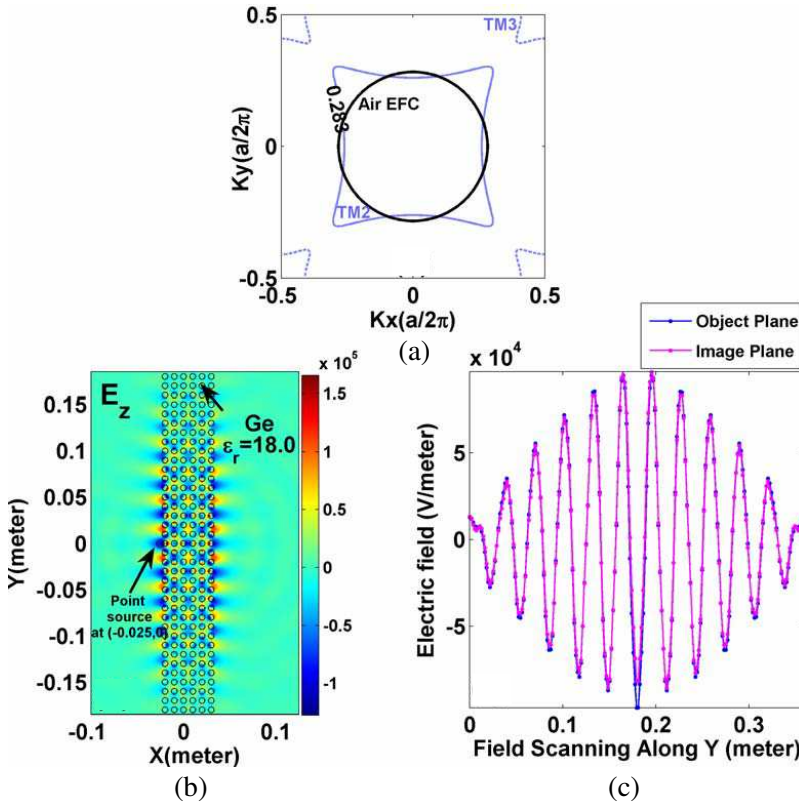 TM3
0.5
0
-0.5
Ky(a/2π)
0.283
Air EFC
TM2
-0.5 0 0.5
Kx(a/2π)
(a)
Object Plane
Image Plane
x 10^5
E_z
Ge
ε_r=18.0
Point
source
at (-0.025,0)
0.15
0.1
0.05
0
-0.05
-0.1
-0.15
Y(meter)
-0.1 0 0.1
X(meter)
1.5
1
0.5
0
-0.5
-1
(b)
x 10^4
5
0
-5
Electric field (V/meter)
0 0.1 0.2 0.3
Field Scanning Along Y (meter)
(c)